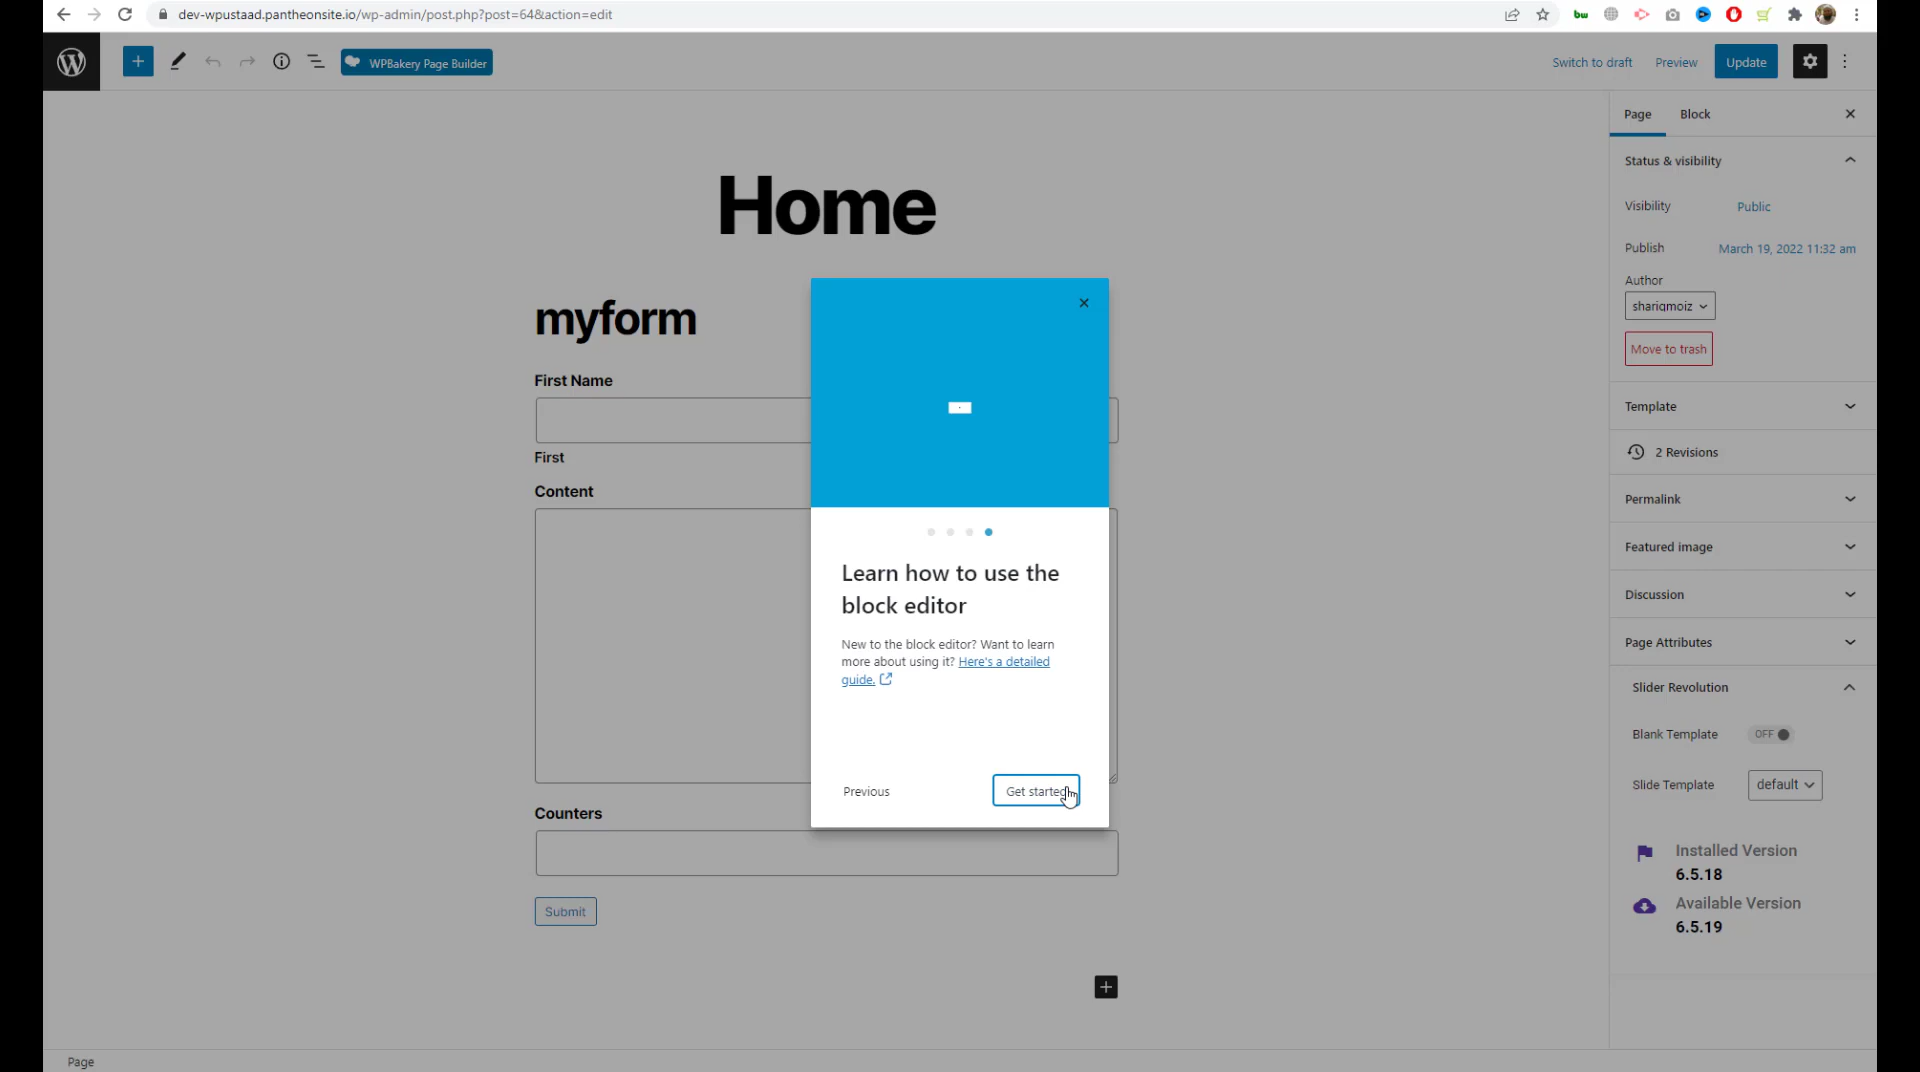 dev-wpustaad.pantheonsite.io/wp-admin/post.php?post=64&action=edit
bw
WPBakery Page Builder
Switch to draft
Preview
Update
Page
Block
Status & visibility
Visibility
Public
Publish
March 19, 2022 11:32 am
Author
shariqmoiz
Move to trash
Template
2 Revisions
Permalink
Featured image
Discussion
Page Attributes
Slider Revolution
Blank Template
OFF
Slide Template
default
Installed Version
6.5.18
Available Version
6.5.19
Home
myform
First Name
First
Content
Counters
Submit
Learn how to use the
block editor
New to the block editor? Want to learn
more about using it? Here's a detailed
guide.
Previous
Get started
Page